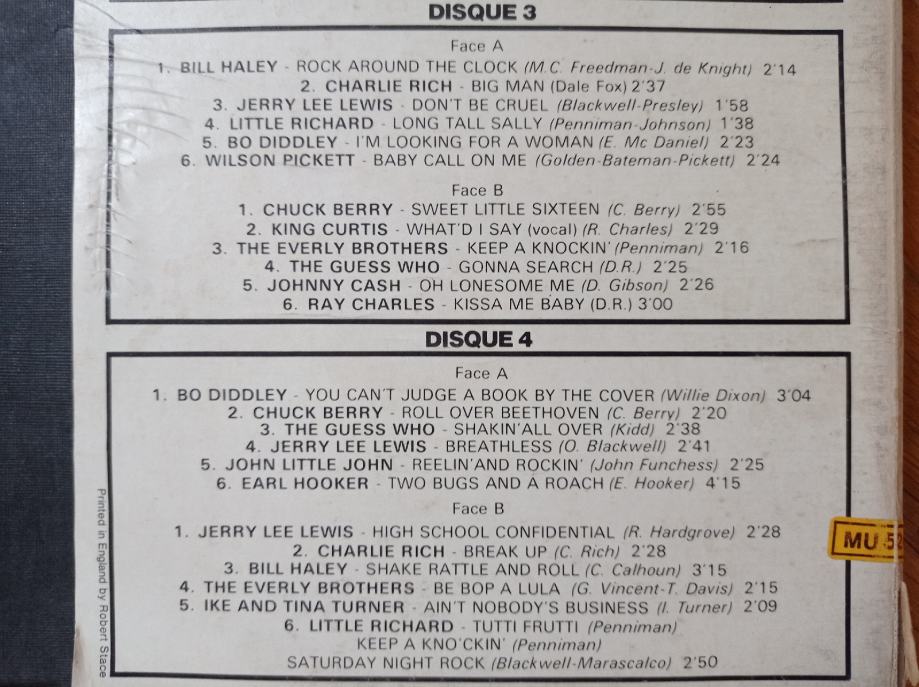 DISQUE 3
Face A
1. BILL HALEY - ROCK AROUND THE CLOCK (M.C. Freedman-J. de Knight) 2'14
2. CHARLIE RICH - BIG MAN (Dale Fox) 2'37
3. JERRY LEE LEWIS - DON'T BE CRUEL (Blackwell-Presley) 1'58
4. LITTLE RICHARD - LONG TALL SALLY (Penniman-Johnson) 1'38
5. BO DIDDLEY - I'M LOOKING FOR A WOMAN (E. Mc Daniel) 2'23
6. WILSON PICKETT - BABY CALL ON ME (Golden-Bateman-Pickett) 2'24
Face B
1. CHUCK BERRY - SWEET LITTLE SIXTEEN (C. Berry) 2'55
2. KING CURTIS - WHAT'D I SAY (vocal) (R. Charles) 2'29
3. THE EVERLY BROTHERS - KEEP A KNOCKIN' (Penniman) 2'16
4. THE GUESS WHO - GONNA SEARCH (D.R.) 2'25
5. JOHNNY CASH - OH LONESOME ME (D. Gibson) 2'26
6. RAY CHARLES - KISSA ME BABY (D.R.) 3'00
DISQUE 4
Face A
1. BO DIDDLEY - YOU CAN'T JUDGE A BOOK BY THE COVER (Willie Dixon) 3'04
2. CHUCK BERRY - ROLL OVER BEETHOVEN (C. Berry) 2'20
3. THE GUESS WHO - SHAKIN'ALL OVER (Kidd) 2'38
4. JERRY LEE LEWIS - BREATHLESS (O. Blackwell) 2'41
5. JOHN LITTLE JOHN - REELIN'AND ROCKIN' (John Funchess) 2'25
6. EARL HOOKER - TWO BUGS AND A ROACH (E. Hooker) 4'15
Face B
1. JERRY LEE LEWIS - HIGH SCHOOL CONFIDENTIAL (R. Hardgrove) 2'28
2. CHARLIE RICH - BREAK UP (C. Rich) 2'28
3. BILL HALEY - SHAKE RATTLE AND ROLL (C. Calhoun) 3'15
4. THE EVERLY BROTHERS - BE BOP A LULA (G. Vincent-T. Davis) 2'15
5. IKE AND TINA TURNER - AIN'T NOBODY'S BUSINESS (I. Turner) 2'09
6. LITTLE RICHARD - TUTTI FRUTTI (Penniman)
KEEP A KNO'CKIN' (Penniman)
SATURDAY NIGHT ROCK (Blackwell-Marascalco) 2'50
Printed in England by Robert Stace
MU 52